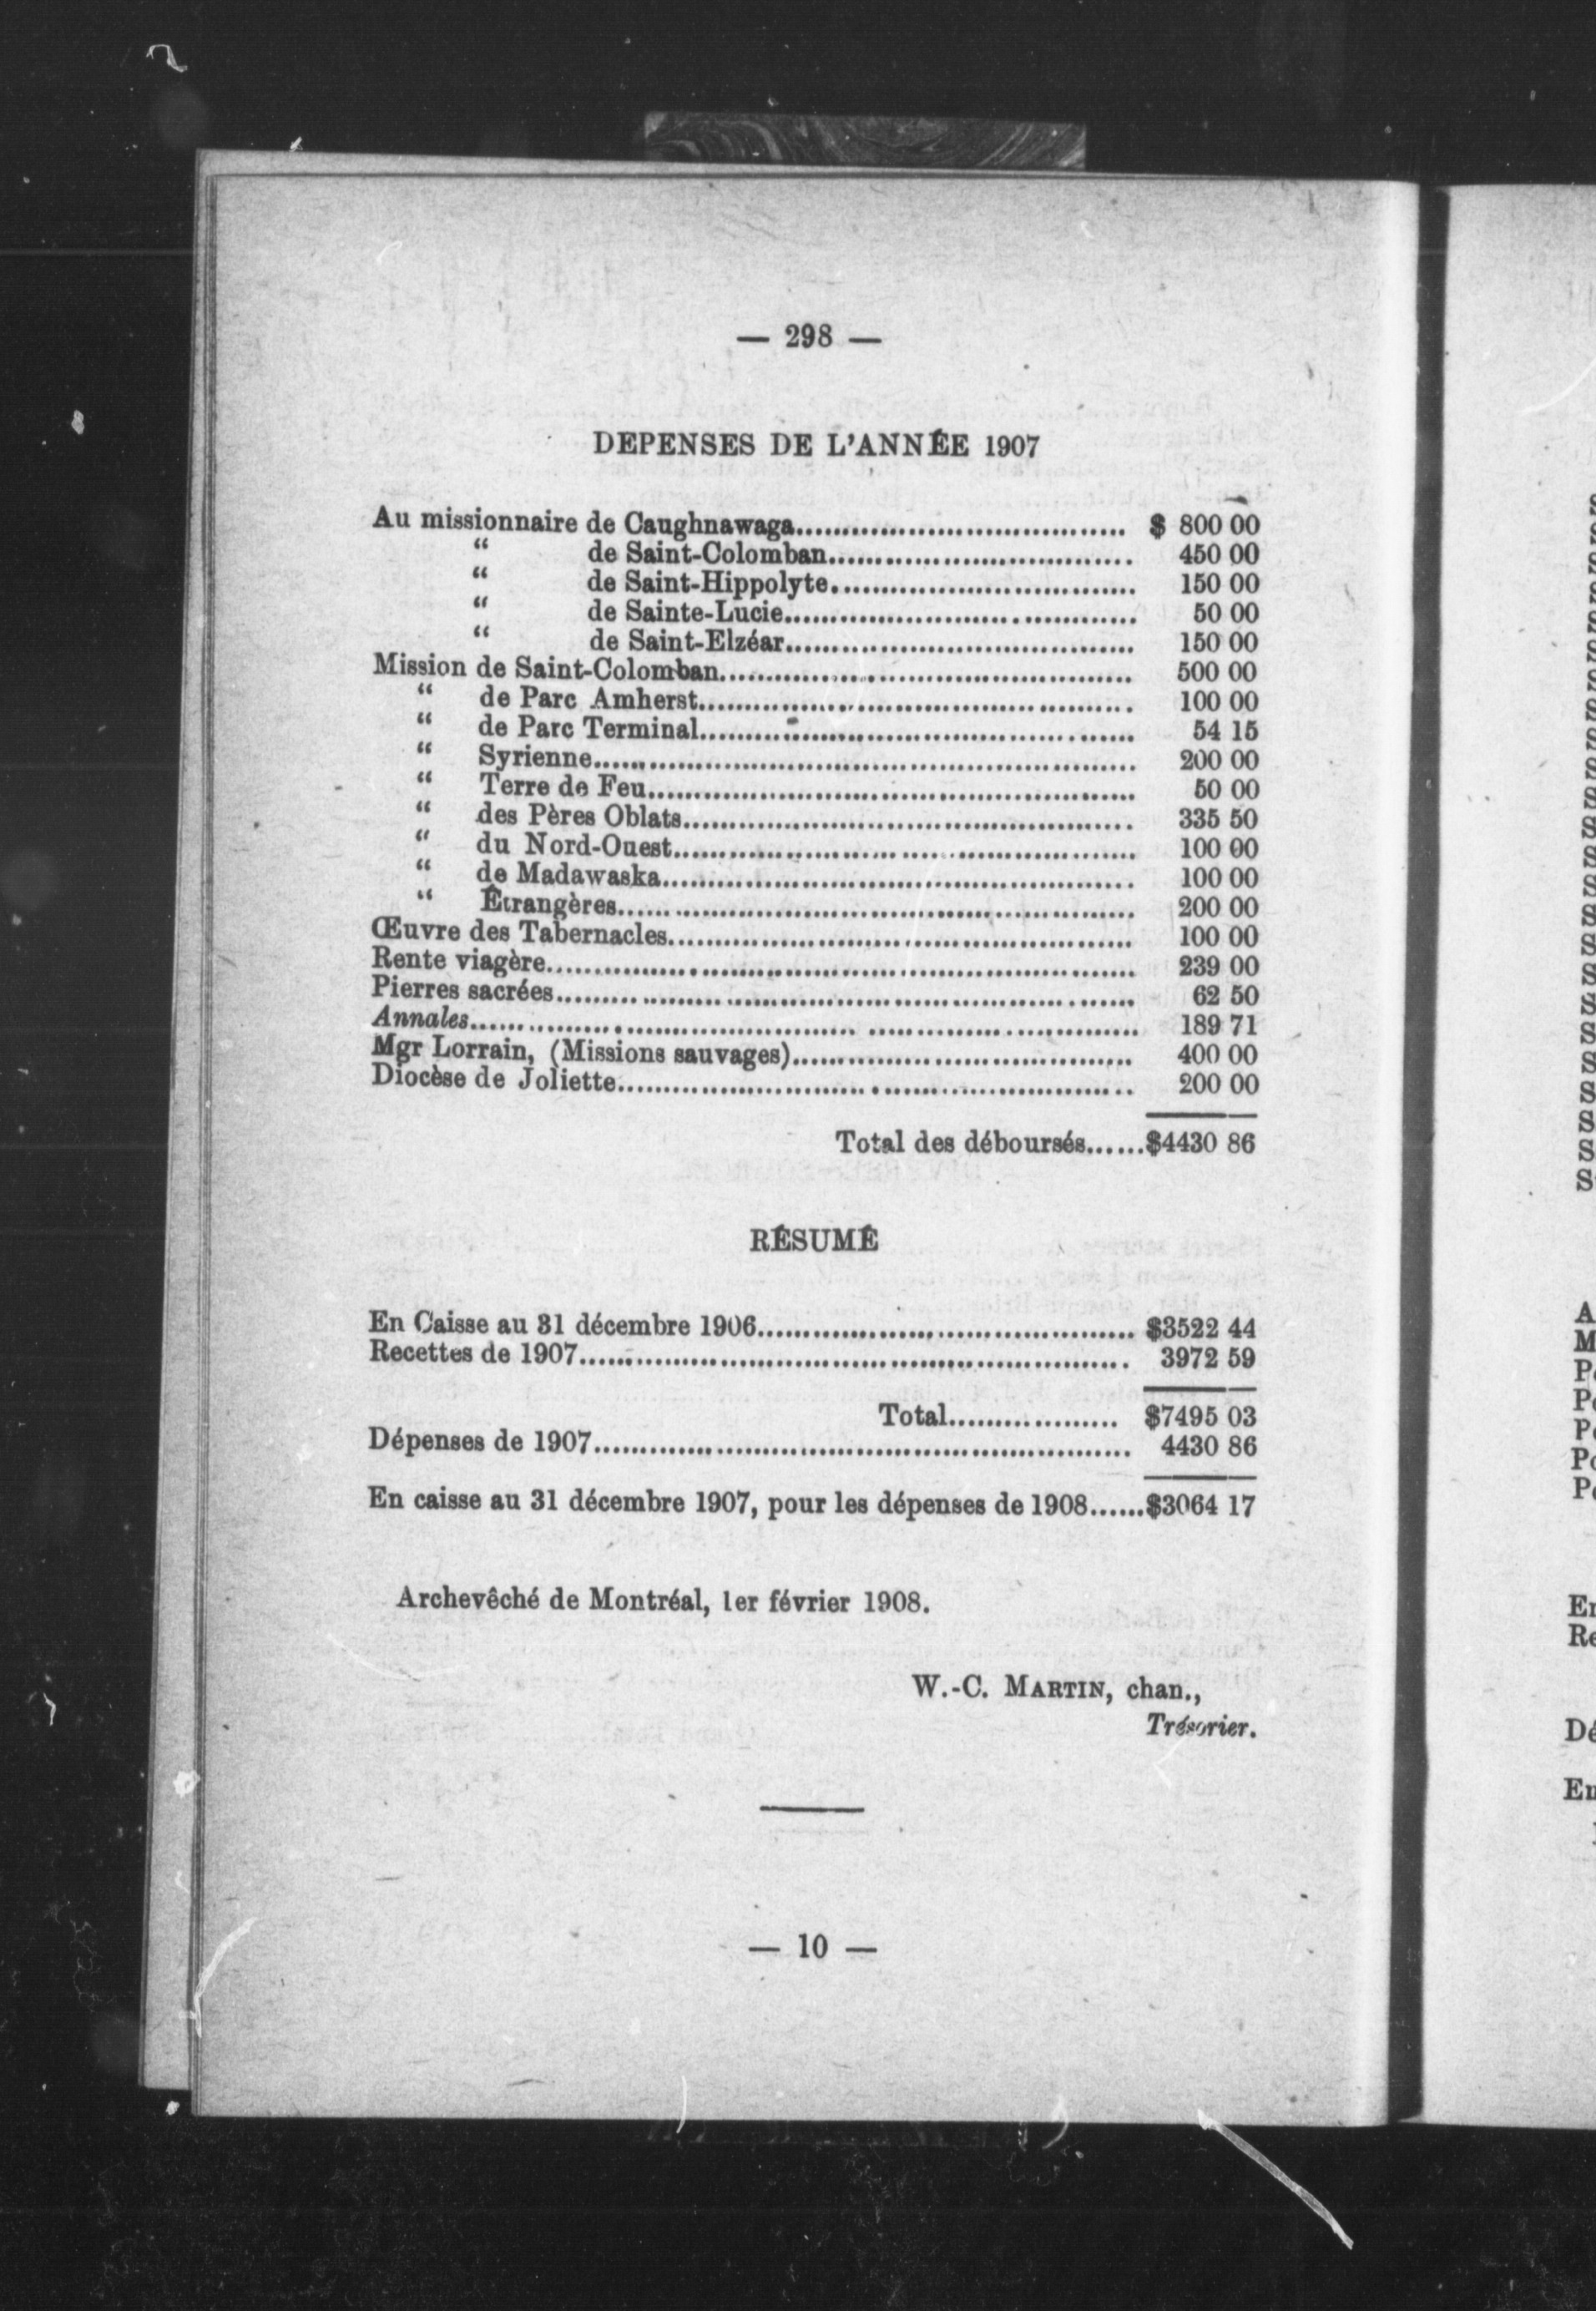 — 298 —
DEPENSES DE L'ANNÉE 1907
Au missionnaire de Caughnawaga.................................... $ 800 00
“ de Saint-Colomban................................. 450 00
“ de Saint-Hippolyte................................. 150 00
“ de Sainte-Lucie...................................... 50 00
“ de Saint-Elzéar...................................... 150 00
Mission de Saint-Colomban............................................. 500 00
“ de Parc Amherst............................................... 100 00
“ de Parc Terminal............................................... 54 15
“ Syrienne........................................................... 200 00
“ Terre de Feu..................................................... 50 00
“ des Pères Oblats................................................. 335 50
“ du Nord-Ouest.................................................. 100 00
“ de Madawaska................................................... 100 00
“ Étrangères........................................................ 200 00
Œuvre des Tabernacles.................................................. 100 00
Rente viagère................................................................ 239 00
Pierres sacrées............................................................... 62 50
Annales......................................................................... 189 71
Mgr Lorrain, (Missions sauvages)..................................... 400 00
Diocèse de Joliette........................................................ 200 00
Total des déboursés......$4430 86
RÉSUMÉ
En Caisse au 31 décembre 1906......................................... $3522 44
Recettes de 1907............................................................ 3972 59
Total................... $7495 03
Dépenses de 1907........................................................... 4430 86
En caisse au 31 décembre 1907, pour les dépenses de 1908......$3064 17
Archevêché de Montréal, 1er février 1908.
W.-C. MARTIN, chan.,
Trésorier.
— 10 —